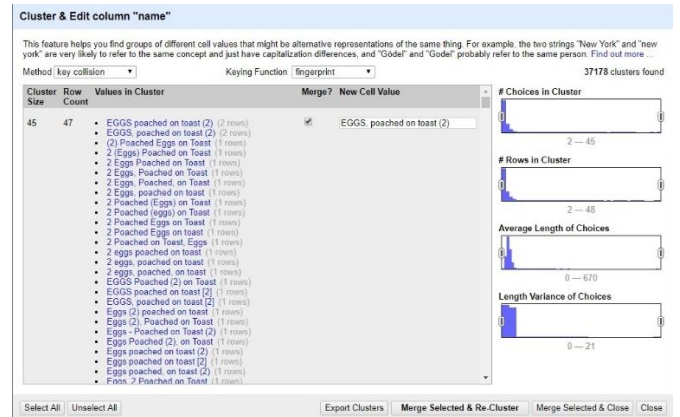 Cluster & Edit column "name"
This feature helps you find groups of different cell values that might be alternative representations of the same thing. For example, the two strings "New York" and "new
york" are very likely to refer to the same concept and just have capitalization differences, and "Gödel" and "Godel" probably refer to the same person. Find out more ...
Method key collision Keying Function fingerprint 37178 clusters found
Cluster Size Row Count Values in Cluster Merge? New Cell Value
45 47
EGGS poached on toast (2) (2 rows)
EGGS, poached on toast (2) (2 rows)
(2) Poached Eggs on Toast (1 rows)
2 (Eggs) Poached on Toast (1 rows)
2 Eggs Poached on Toast (1 rows)
2 Eggs, Poached on Toast (1 rows)
2 Eggs, Poached, on Toast (1 rows)
2 Eggs, poached on toast (1 rows)
2 Poached (Eggs) on Toast (1 rows)
2 Poached (eggs) on Toast (1 rows)
2 Poached Eggs on Toast (1 rows)
2 Poached Eggs on toast (1 rows)
2 Poached on Toast, Eggs (1 rows)
2 eggs poached on toast (1 rows)
2 eggs, poached on toast (1 rows)
2 eggs, poached, on toast (1 rows)
EGGS Poached (2) on Toast (1 rows)
EGGS poached on toast [2] (1 rows)
EGGS, poached on toast [2] (1 rows)
Eggs (2) poached on Toast (1 rows)
Eggs (2), Poached on Toast (1 rows)
Eggs - Poached on Toast (2) (1 rows)
Eggs Poached (2), on Toast (1 rows)
Eggs poached on toast (2) (1 rows)
Eggs poached on toast [2] (1 rows)
Eggs poached, on toast (2) (1 rows)
Eggs, 2 Poached on Toast (1 rows)
EGGS, poached on toast (2)
# Choices in Cluster
2 — 45
# Rows in Cluster
2 — 48
Average Length of Choices
0 — 670
Length Variance of Choices
0 — 21
Select All Unselect All Export Clusters Merge Selected & Re-Cluster Merge Selected & Close Close